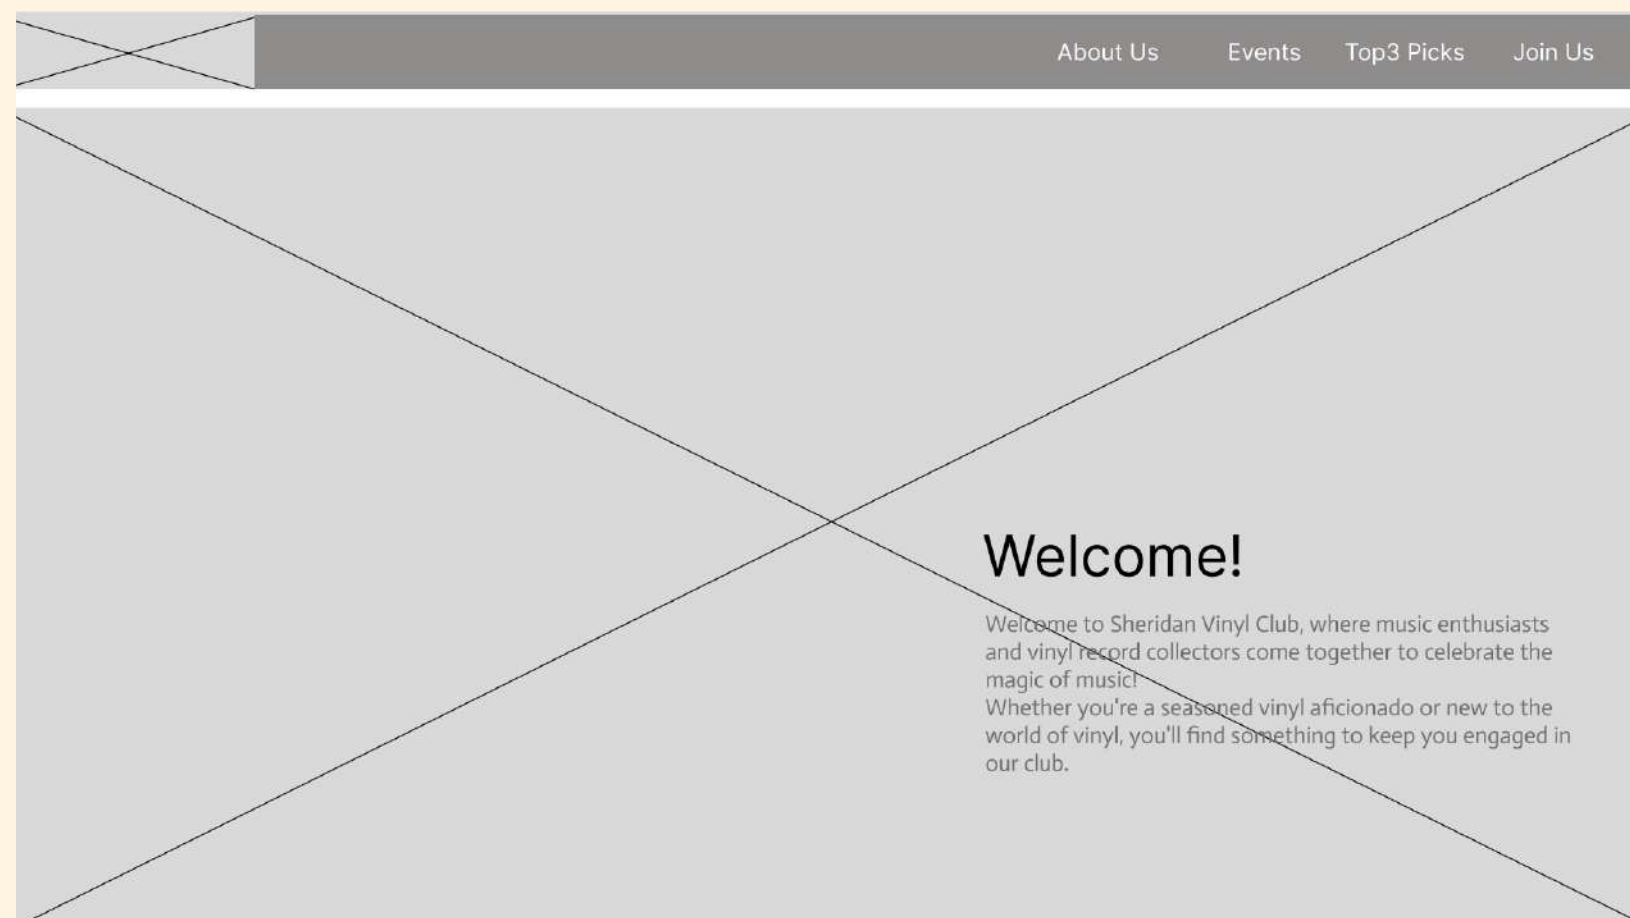 About Us Events Top3 Picks Join Us
Welcome!
Welcome to Sheridan Vinyl Club, where music enthusiasts
and vinyl record collectors come together to celebrate the
magic of music!
Whether you're a seasoned vinyl aficionado or new to the
world of vinyl, you'll find something to keep you engaged in
our club.